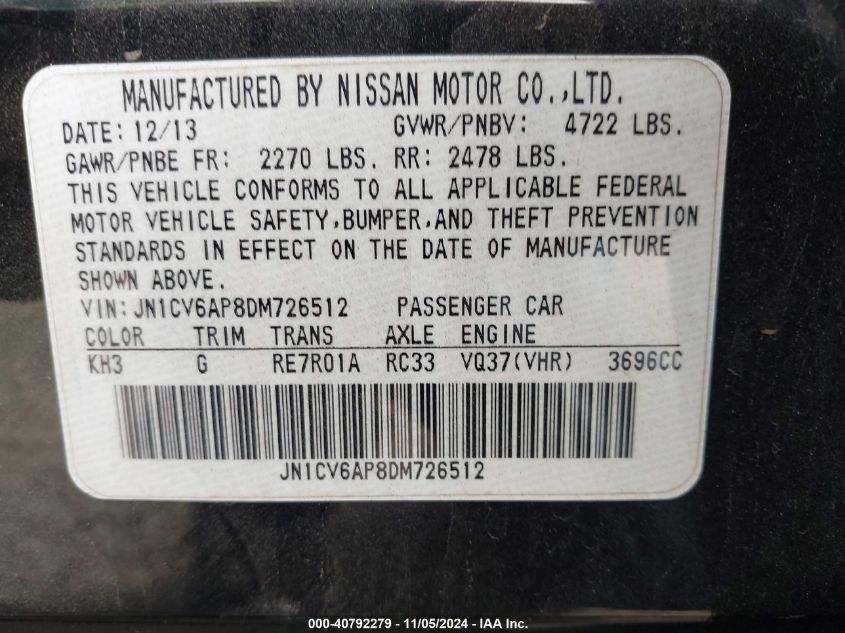 MANUFACTURED BY NISSAN MOTOR CO.,LTD.
DATE: 12/13 GVWR/PNBV: 4722 LBS.
GAWR/PNBE FR: 2270 LBS. RR: 2478 LBS.
THIS VEHICLE CONFORMS TO ALL APPLICABLE FEDERAL
MOTOR VEHICLE SAFETY,BUMPER,AND THEFT PREVENTION
STANDARDS IN EFFECT ON THE DATE OF MANUFACTURE
SHOWN ABOVE.
VIN:JN1CV6AP8DM726512 PASSENGER CAR
COLOR TRIM TRANS AXLE ENGINE
KH3 G RE7R01A RC33 VQ37(VHR) 3696CC
JN1CV6AP8DM726512
000-40792279 - 11/05/2024 - IAA Inc.